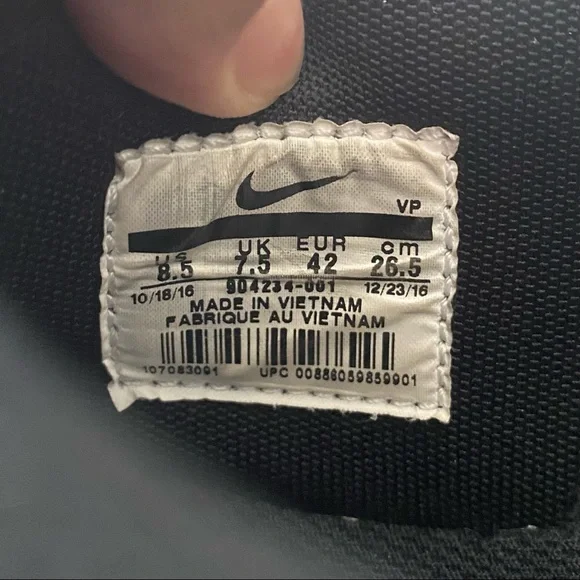 VP
US UK EUR cm
8.5 7.5 42 26.5
10/18/16 904234-001 12/23/16
MADE IN VIETNAM
FABRIQUE AU VIETNAM
107083091 UPC 00886059859901